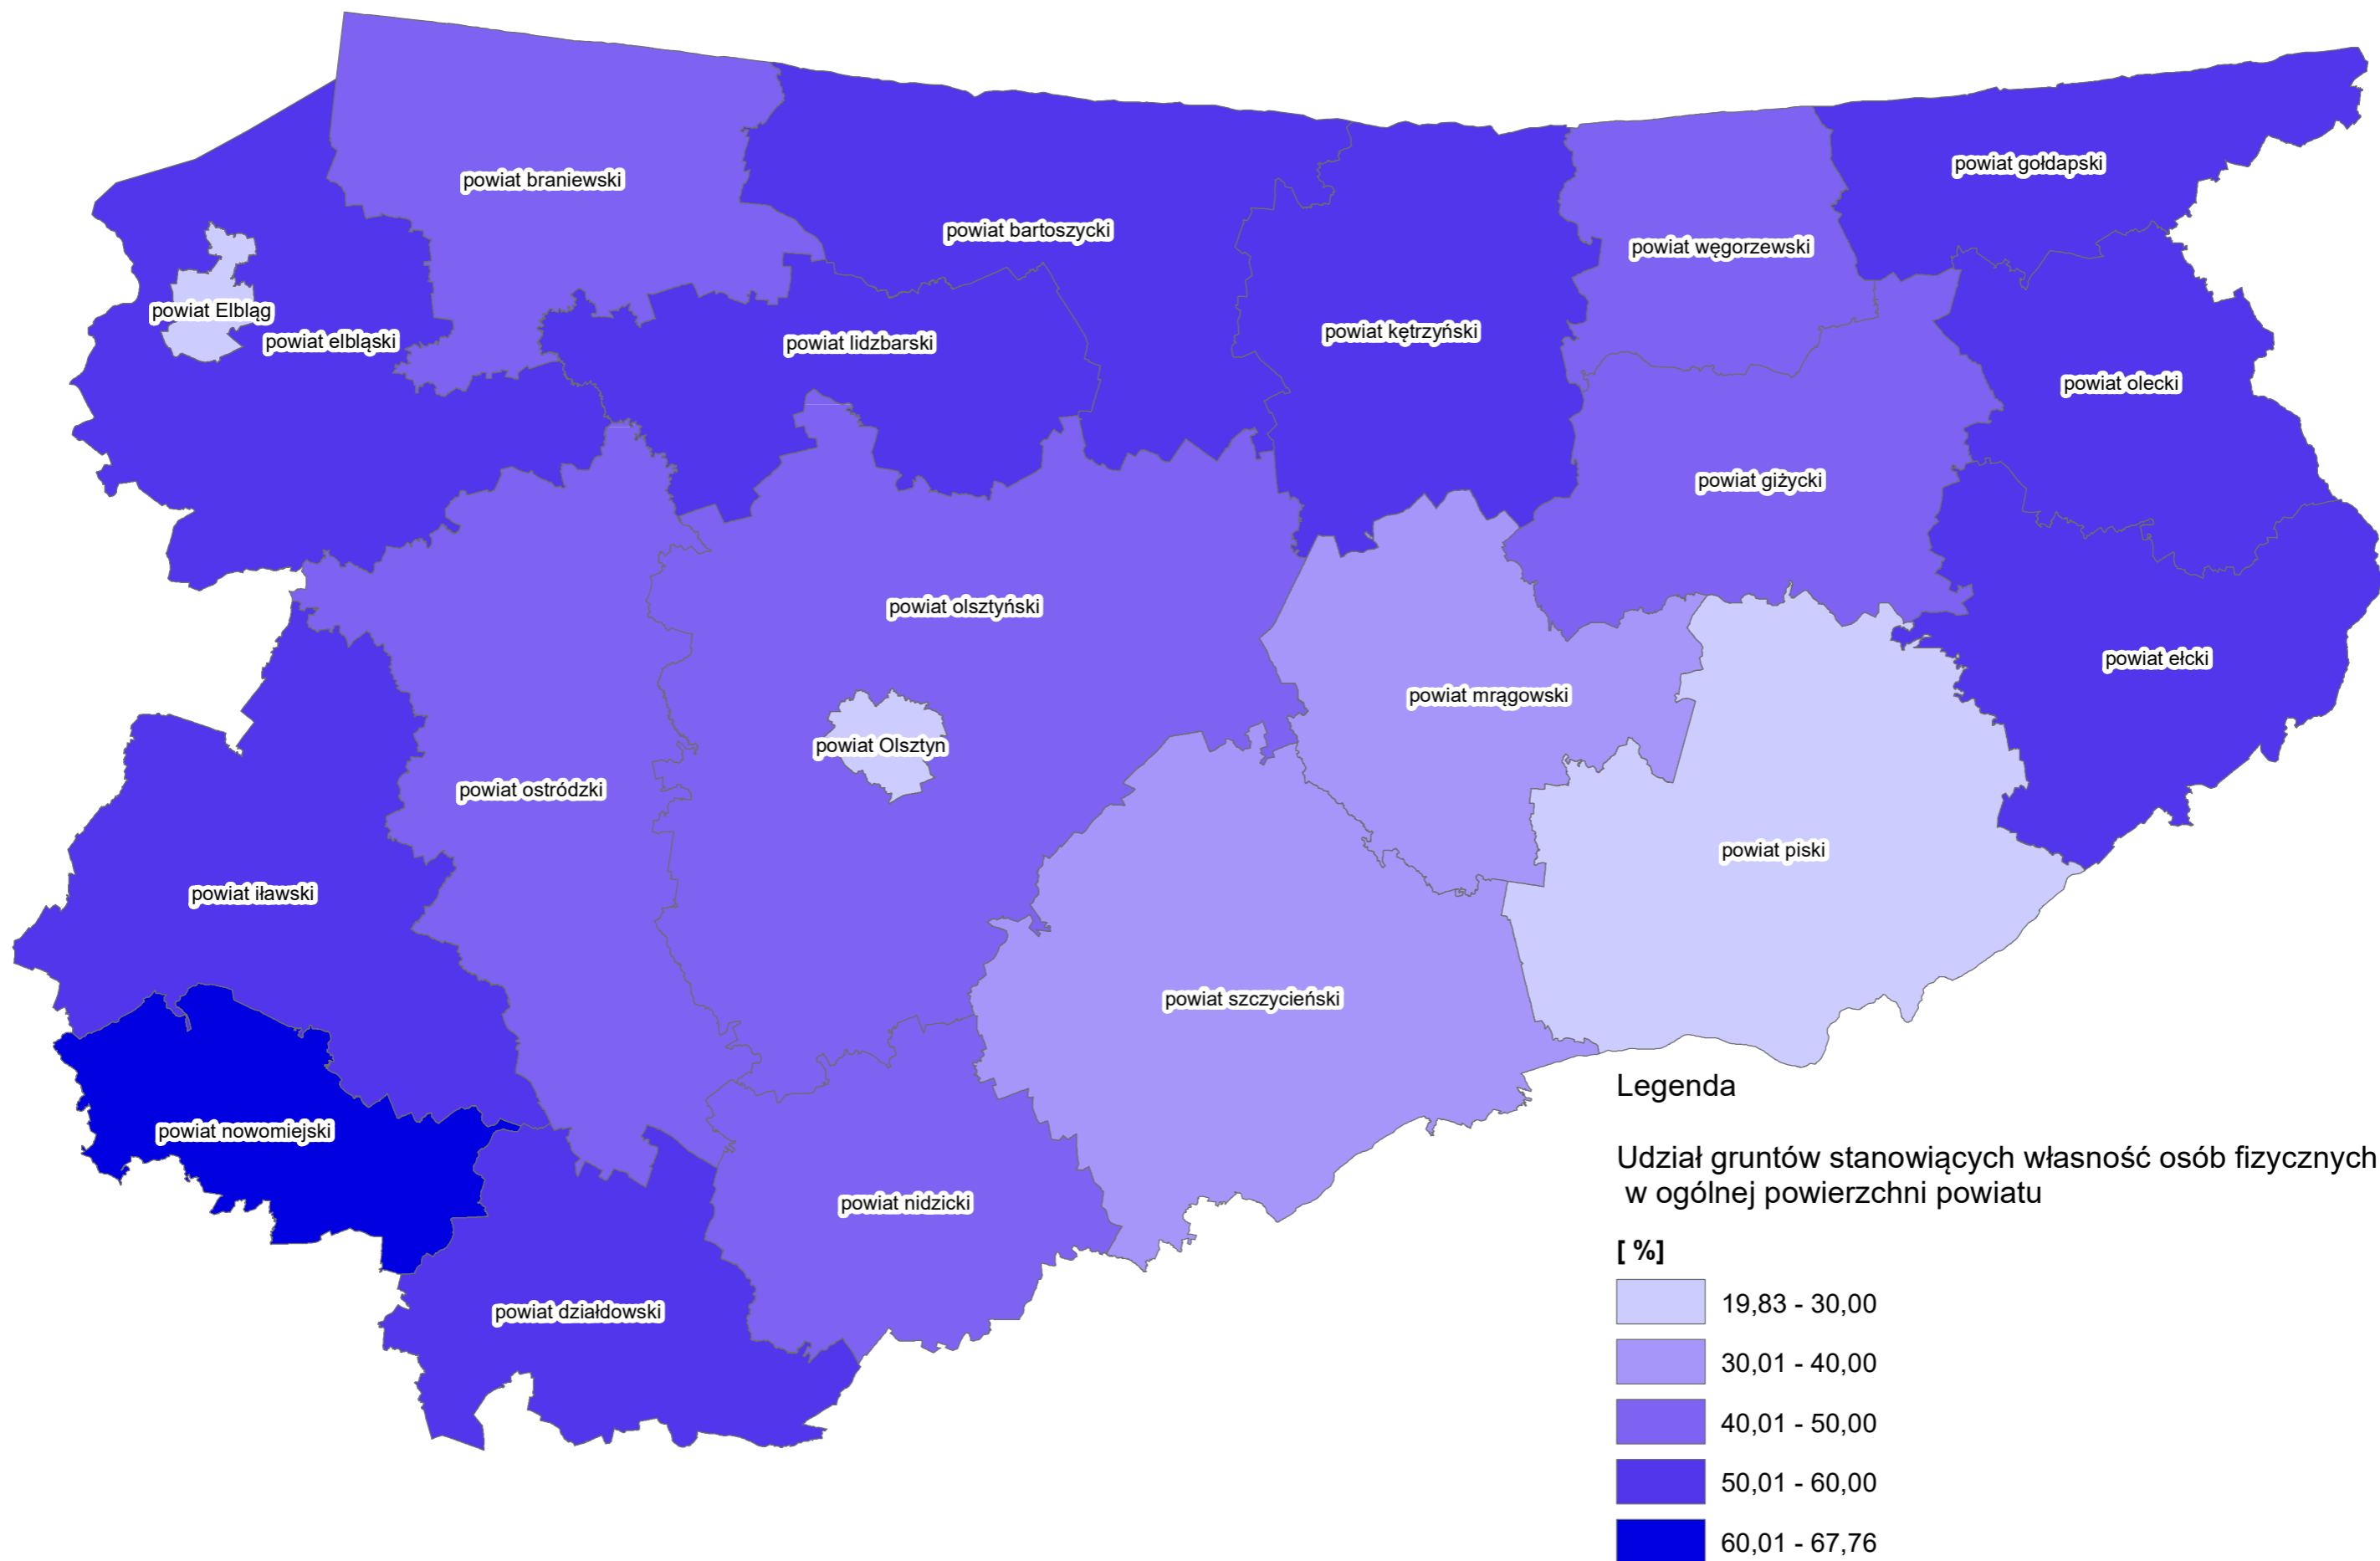 powiat gołdapski
powiat braniewski
powiat bartoszycki
powiat węgorzewski
powiat Elbląg
powiat elbląski
powiat lidzbarski
powiat kętrzyński
powiat olecki
powiat giżycki
powiat olsztyński
powiat ełcki
powiat mrągowski
powiat Olsztyn
powiat ostródzki
powiat piski
powiat iławski
powiat szczycieński
powiat nowomiejski
powiat nidzicki
powiat działdowski
Legenda
Udział gruntów stanowiących własność osób fizycznych
w ogólnej powierzchni powiatu
[ %]
19,83 - 30,00
30,01 - 40,00
40,01 - 50,00
50,01 - 60,00
60,01 - 67,76